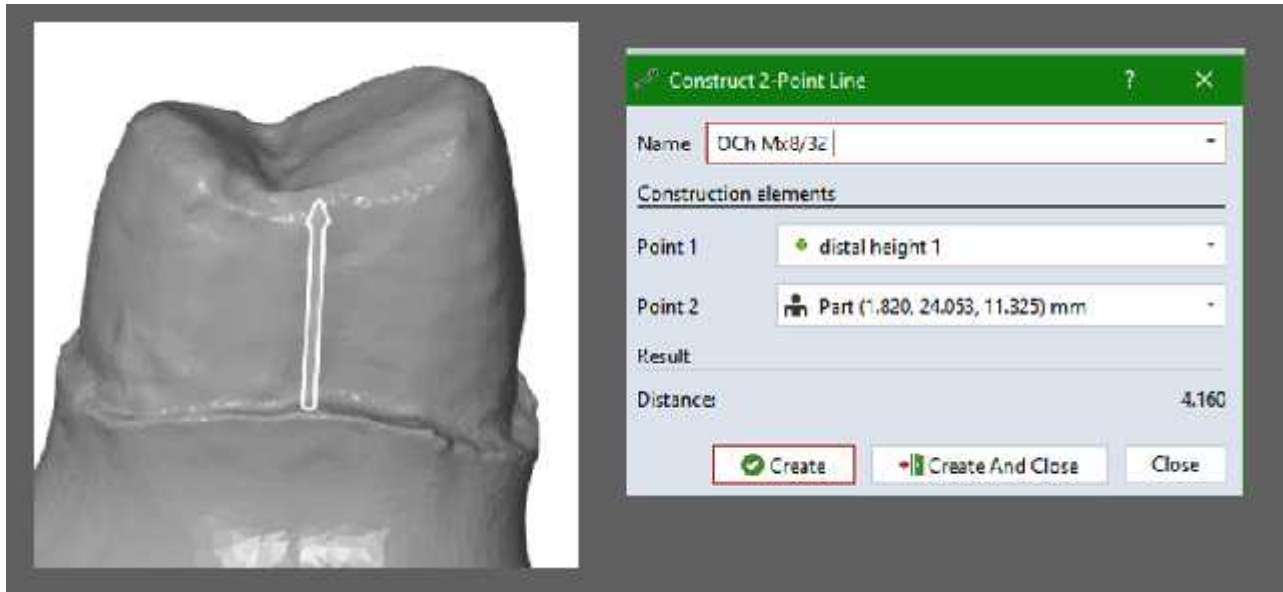 Construct 2-Point Line ? ×
Name OCh Mx8/32
Construction elements
Point 1 distal height 1
Point 2 Part (1.820, 24.053, 11.325) mm
Result
Distance: 4.160
Create Create And Close Close